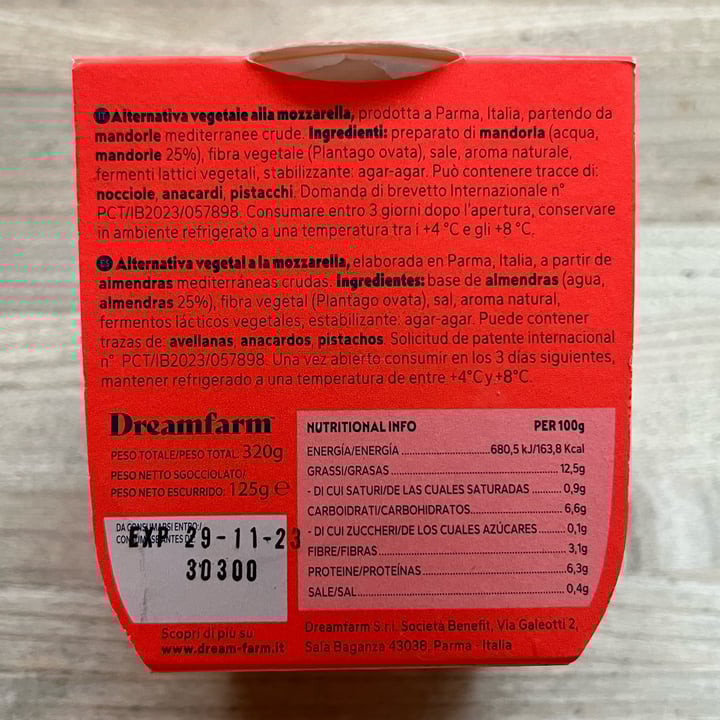 IT Alternativa vegetale alla mozzarella, prodotta a Parma, Italia, partendo da
mandorle mediterranee crude. Ingredienti: preparato di mandorla (acqua,
mandorle 25%), fibra vegetale (Plantago ovata), sale, aroma naturale,
fermenti lattici vegetali, stabilizzante: agar-agar. Può contenere tracce di:
nocciole, anacardi, pistacchi. Domanda di brevetto Internazionale n°
PCT/IB2023/057898. Consumare entro 3 giorni dopo l'apertura, conservare
in ambiente refrigerato a una temperatura tra i +4 °C e gli +8 °C.
ES Alternativa vegetal a la mozzarella, elaborada en Parma, Italia, a partir de
almendras mediterráneas crudas. Ingredientes: base de almendras (agua,
almendras 25%), fibra vegetal (Plantago ovata), sal, aroma natural,
fermentos lácticos vegetales, estabilizante: agar-agar. Puede contener
trazas de: avellanas, anacardos, pistachos. Solicitud de patente internacional
n° PCT/IB2023/057898. Una vez abierto consumir en los 3 días siguientes,
mantener refrigerado a una temperatura de entre +4°C y +8°C.
Dreamfarm
PESO TOTALE/PESO TOTAL: 320g
PESO NETTO SGOCCIOLATO/
PESO NETO ESCURRIDO: 125g ℮
DA CONSUMARSI ENTRO:/
CONSUMASE ANTES DE:
EXP 29-11-23
30300
Scopri di più su
www.dream-farm.it
NUTRITIONAL INFO PER 100g
ENERGÍA/ENERGÍA 680,5 kJ/163,8 Kcal
GRASSI/GRASAS 12,5g
- DI CUI SATURI/DE LAS CUALES SATURADAS 0,9g
CARBOIDRATI/CARBOHIDRATOS 6,6g
- DI CUI ZUCCHERI/DE LOS CUALES AZÚCARES 0,1g
FIBRE/FIBRAS 3,1g
PROTEINE/PROTEÍNAS 6,3g
SALE/SAL 0,4g
Dreamfarm S.r.l. Società Benefit, Via Galeotti 2,
Sala Baganza 43038, Parma - Italia